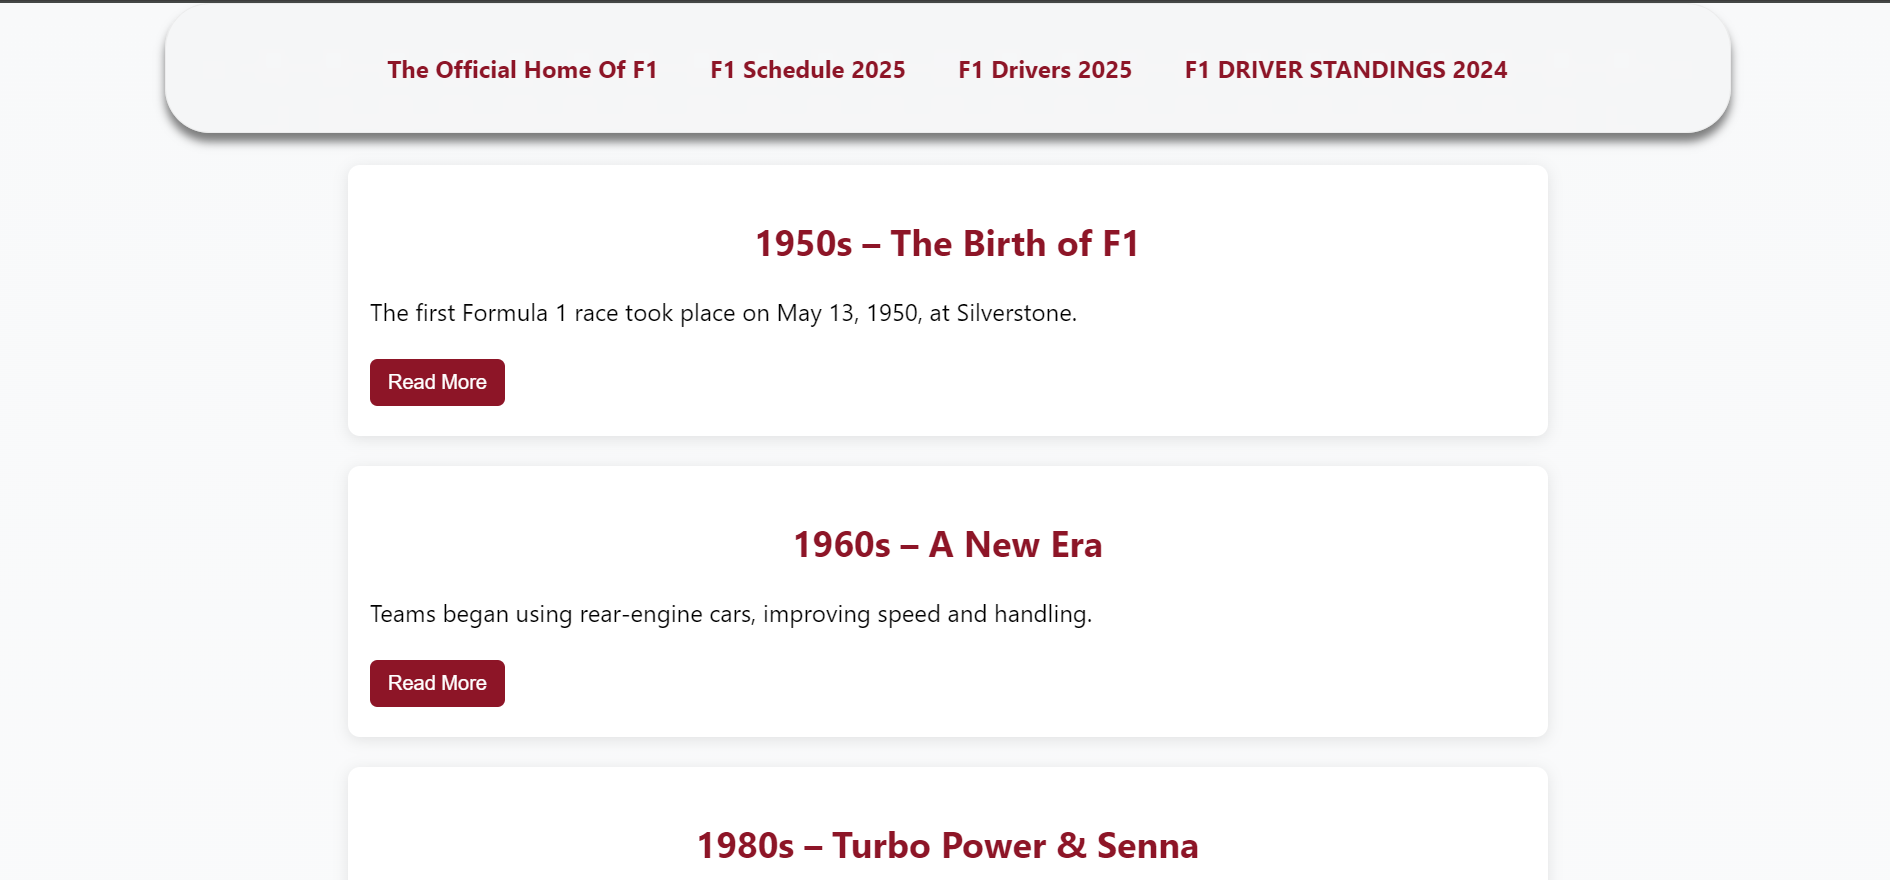 The Official Home Of F1 F1 Schedule 2025 F1 Drivers 2025 F1 DRIVER STANDINGS 2024
1950s – The Birth of F1
The first Formula 1 race took place on May 13, 1950, at Silverstone.
Read More
1960s – A New Era
Teams began using rear-engine cars, improving speed and handling.
Read More
1980s – Turbo Power & Senna